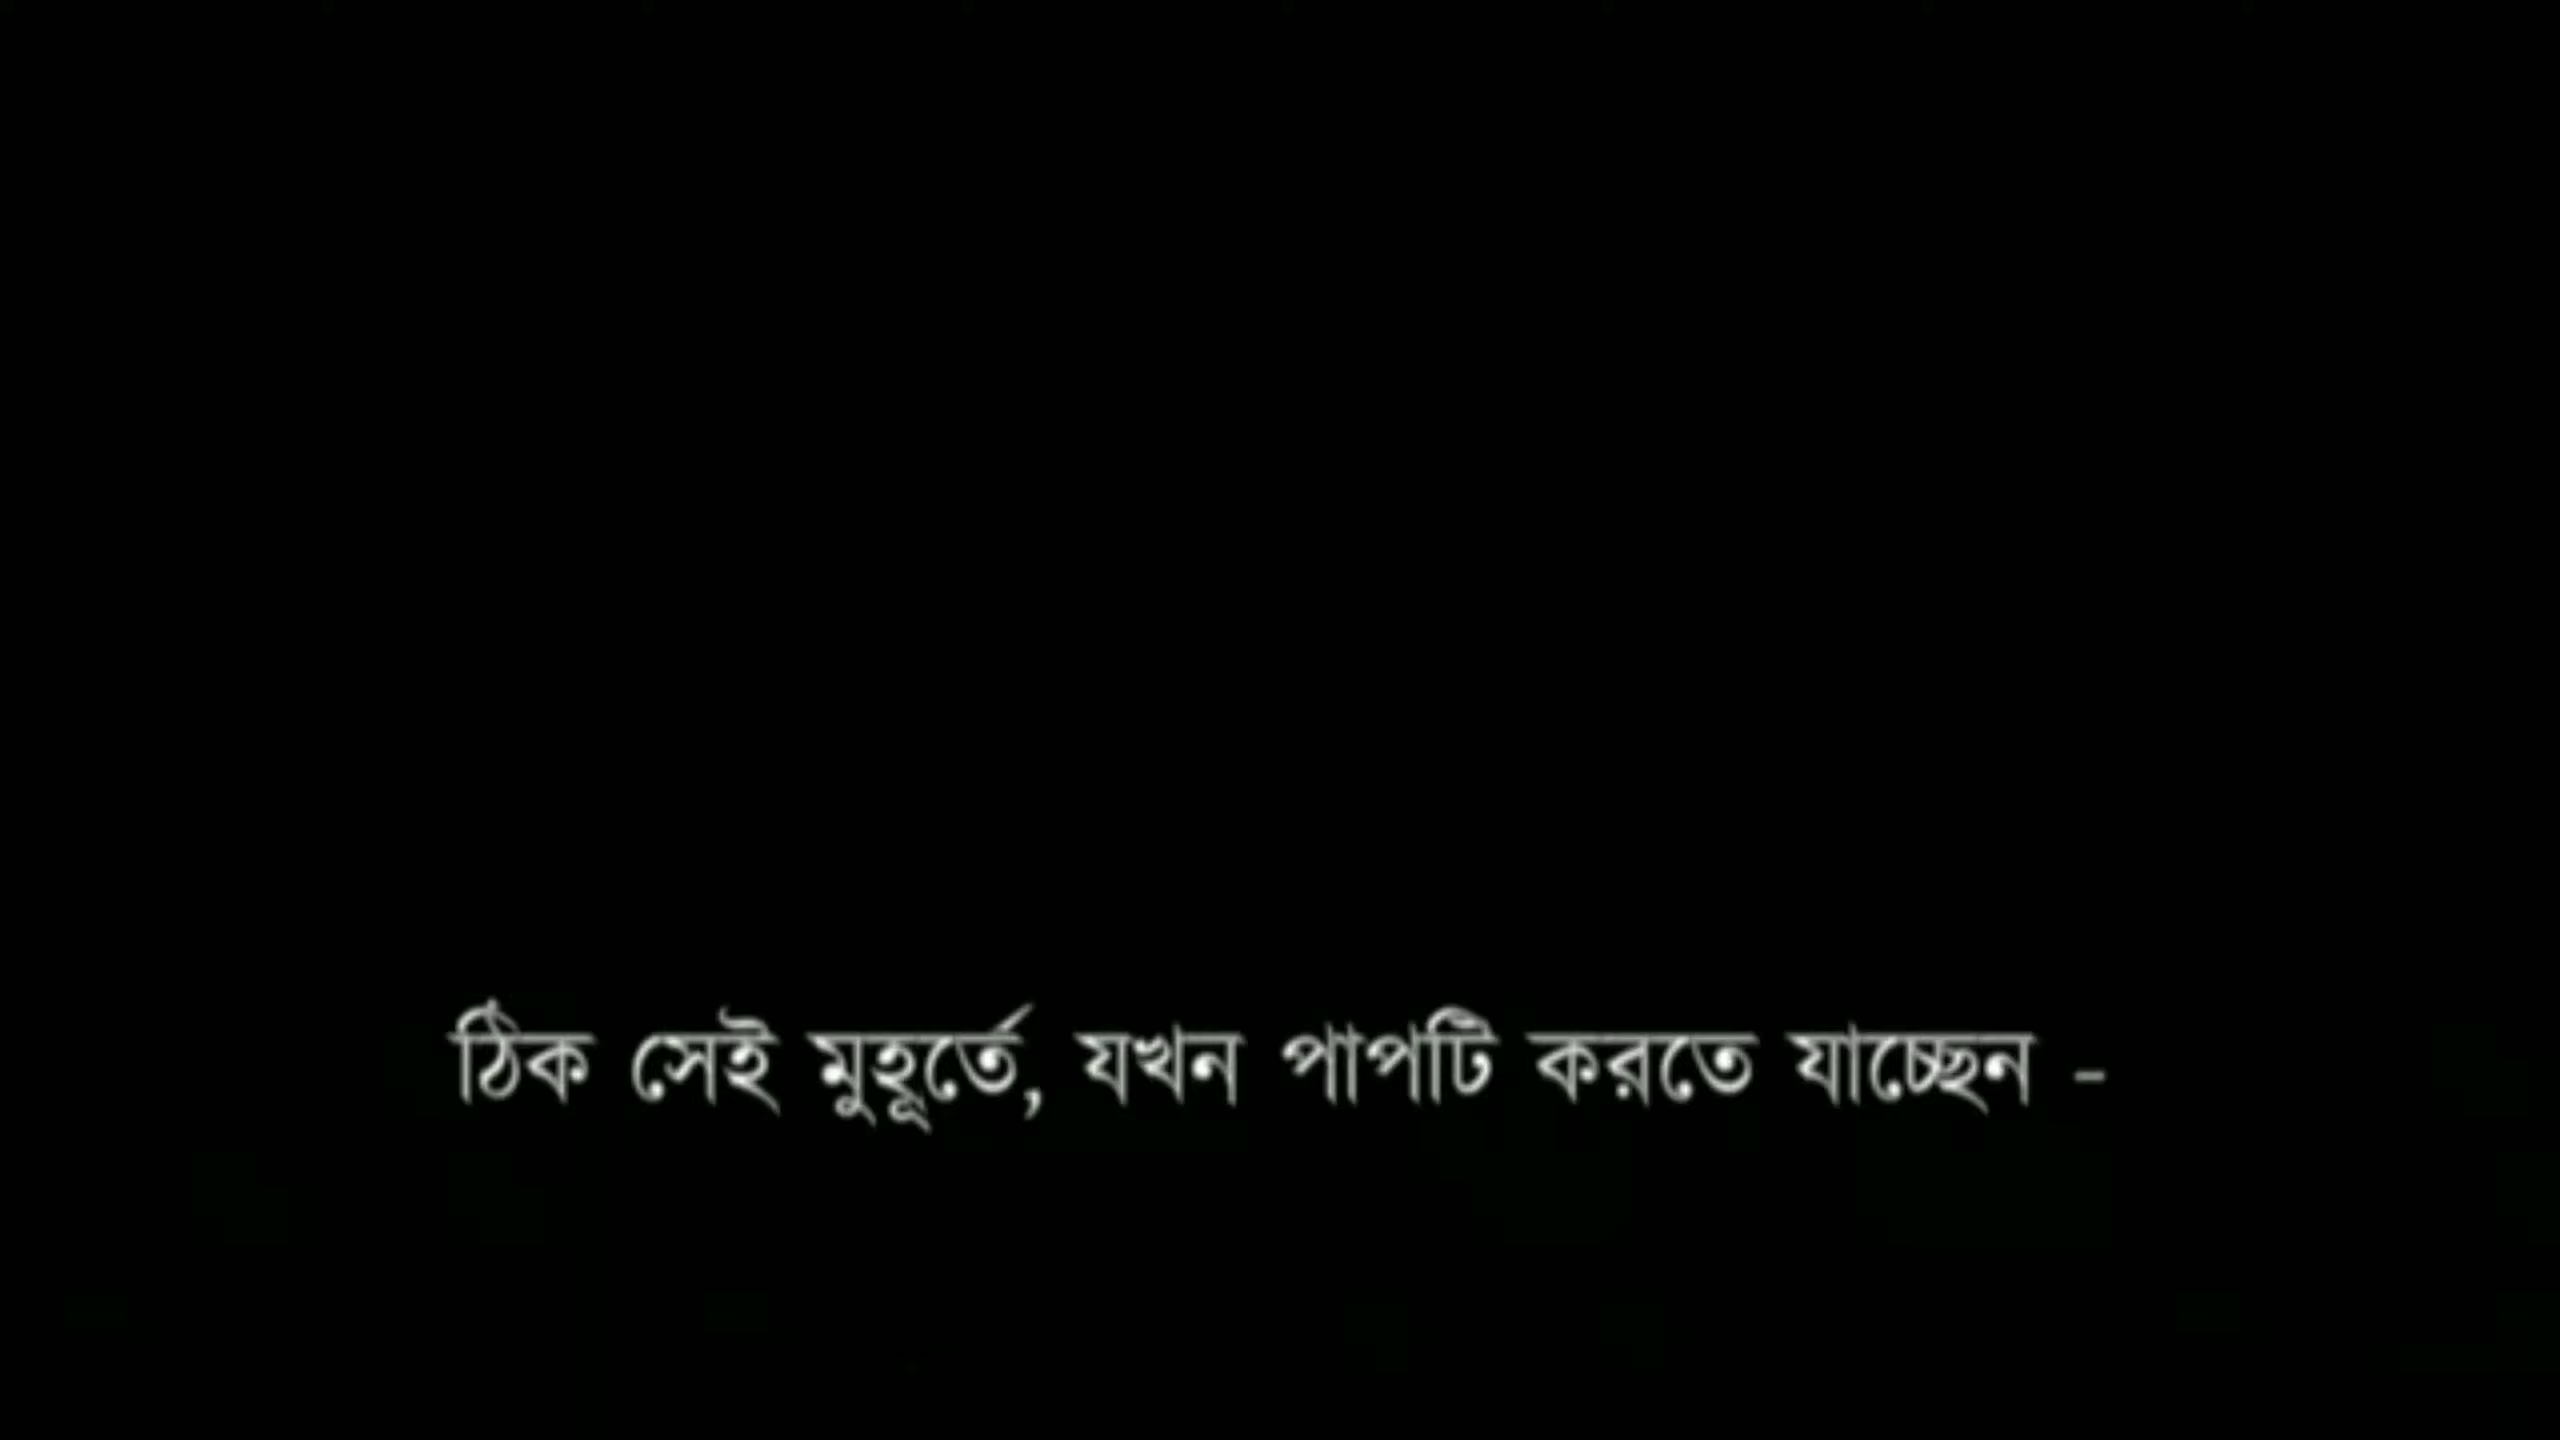 ঠিক সেই মুহূর্তে, যখন পাপটি করতে যাচ্ছেন -